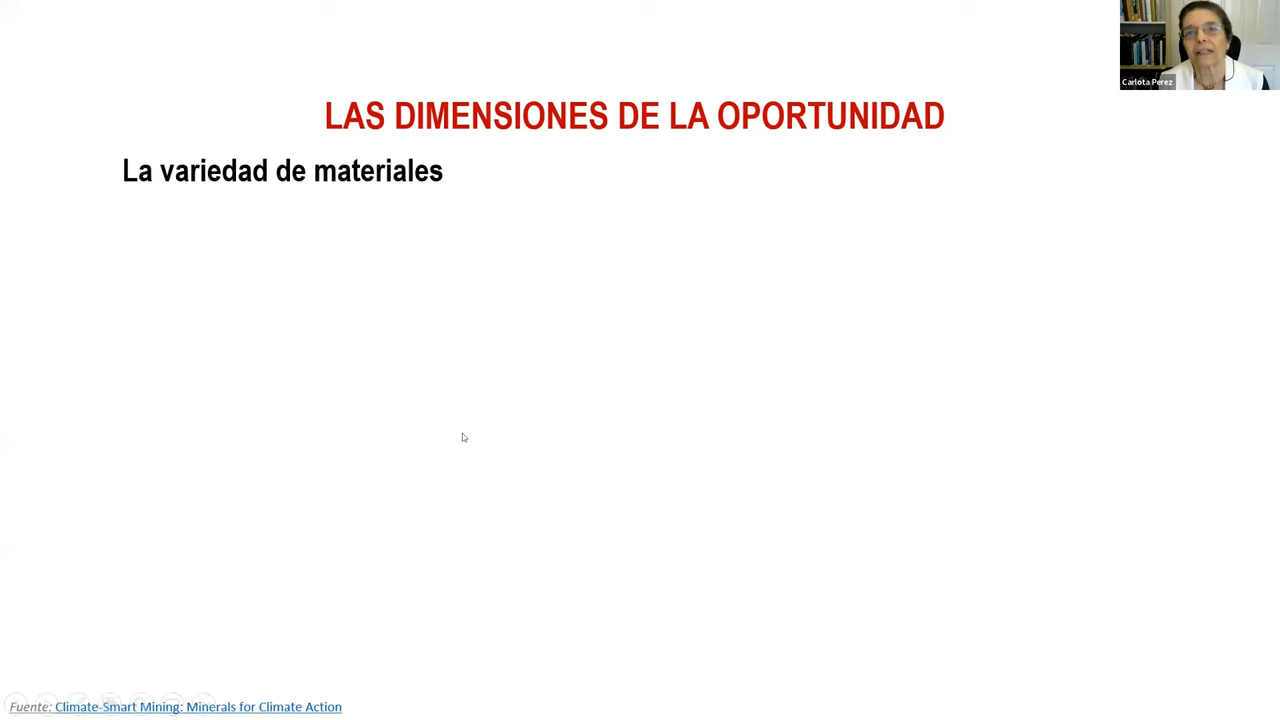 Carlota Perez
LAS DIMENSIONES DE LA OPORTUNIDAD
La variedad de materiales
Fuente: Climate-Smart Mining: Minerals for Climate Action